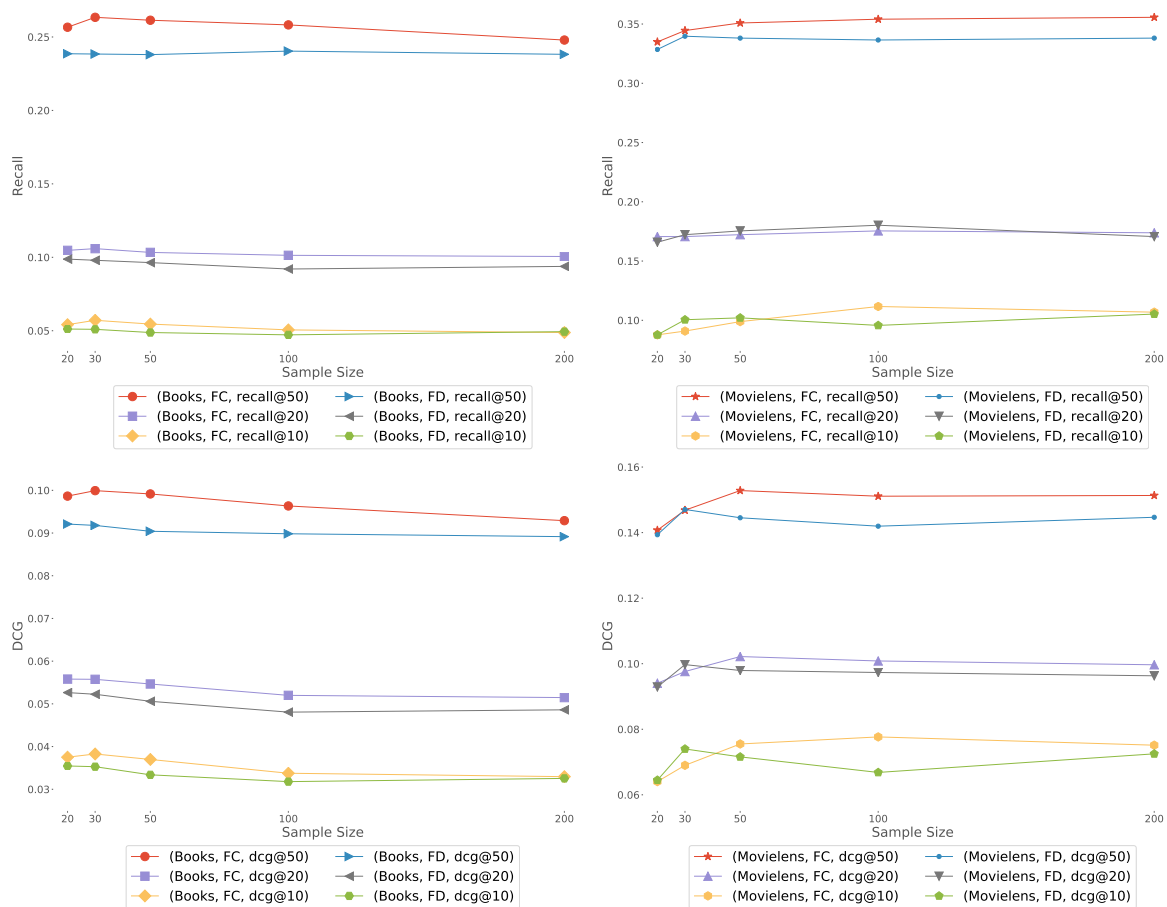 0.25
0.20
0.15
0.10
0.05
Recall
20 30 50 100 200
Sample Size
(Books, FC, recall@50) (Books, FD, recall@50)
(Books, FC, recall@20) (Books, FD, recall@20)
(Books, FC, recall@10) (Books, FD, recall@10)
0.35
0.30
0.25
0.20
0.15
0.10
Recall
20 30 50 100 200
Sample Size
(Movielens, FC, recall@50) (Movielens, FD, recall@50)
(Movielens, FC, recall@20) (Movielens, FD, recall@20)
(Movielens, FC, recall@10) (Movielens, FD, recall@10)
0.10
0.09
0.08
0.07
0.06
0.05
0.04
0.03
DCG
20 30 50 100 200
Sample Size
(Books, FC, dcg@50) (Books, FD, dcg@50)
(Books, FC, dcg@20) (Books, FD, dcg@20)
(Books, FC, dcg@10) (Books, FD, dcg@10)
0.16
0.14
0.12
0.10
0.08
0.06
DCG
20 30 50 100 200
Sample Size
(Movielens, FC, dcg@50) (Movielens, FD, dcg@50)
(Movielens, FC, dcg@20) (Movielens, FD, dcg@20)
(Movielens, FC, dcg@10) (Movielens, FD, dcg@10)